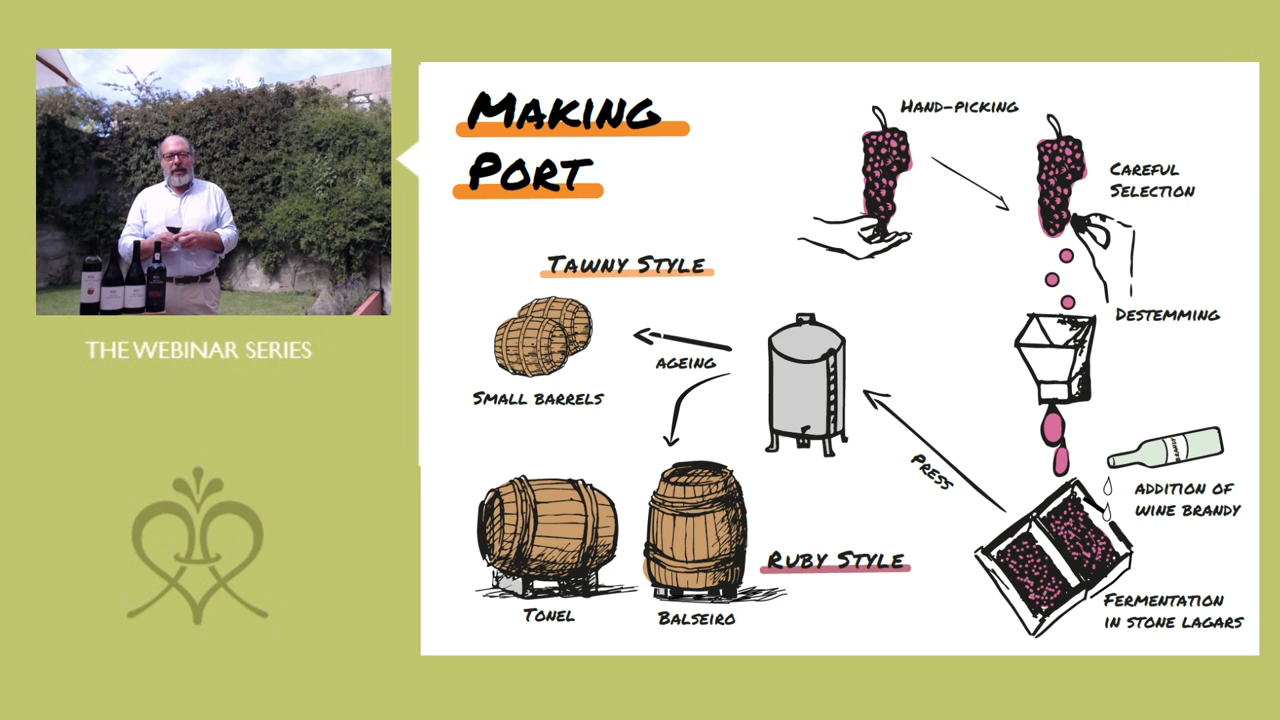 MAKING
PORT
HAND-PICKING
CAREFUL
SELECTION
DESTEMMING
ADDITION OF
WINE BRANDY
BRANDY
FERMENTATION
IN STONE LAGARS
PRESS
AGEING
TAWNY STYLE
SMALL BARRELS
TONEL
BALSEIRO
RUBY STYLE
THE WEBINAR SERIES